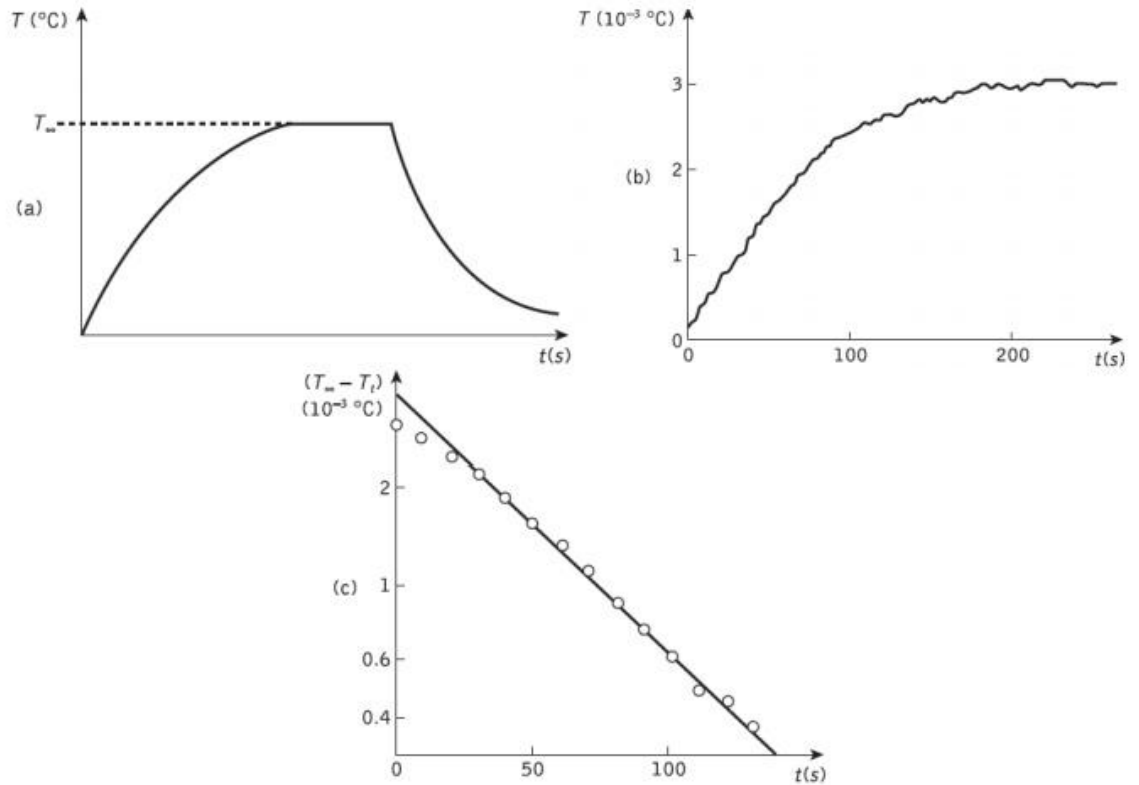 T (°C)
T∞
(a)
t(s)
T (10⁻³ °C)
3
2
(b)
1
0
0
100
200
t(s)
(T∞ – Tₜ)
(10⁻³ °C)
2
(c)
1
0.6
0.4
0
50
100
t(s)